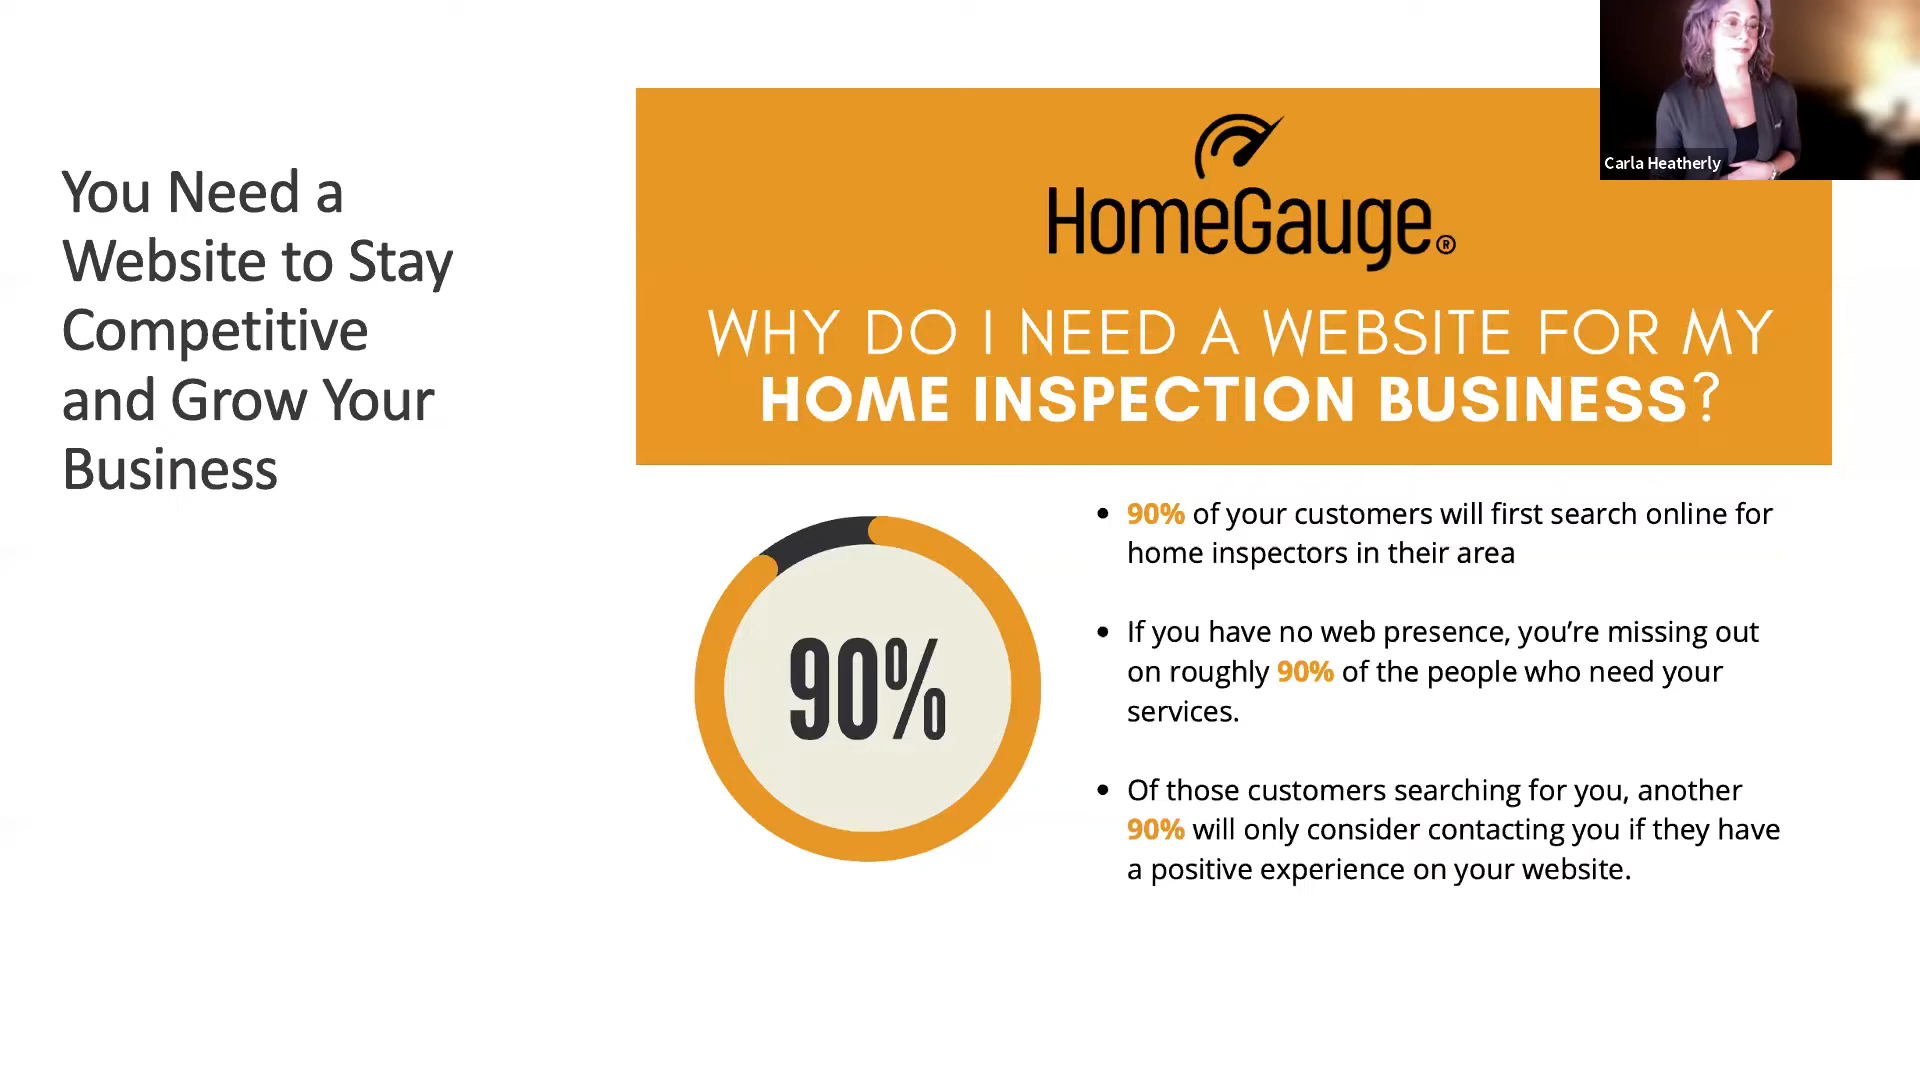 You Need a
Website to Stay
Competitive
and Grow Your
Business
Carla Heatherly
HomeGauge®
WHY DO I NEED A WEBSITE FOR MY
HOME INSPECTION BUSINESS?
90%
• 90% of your customers will first search online for
home inspectors in their area
• If you have no web presence, you’re missing out
on roughly 90% of the people who need your
services.
• Of those customers searching for you, another
90% will only consider contacting you if they have
a positive experience on your website.